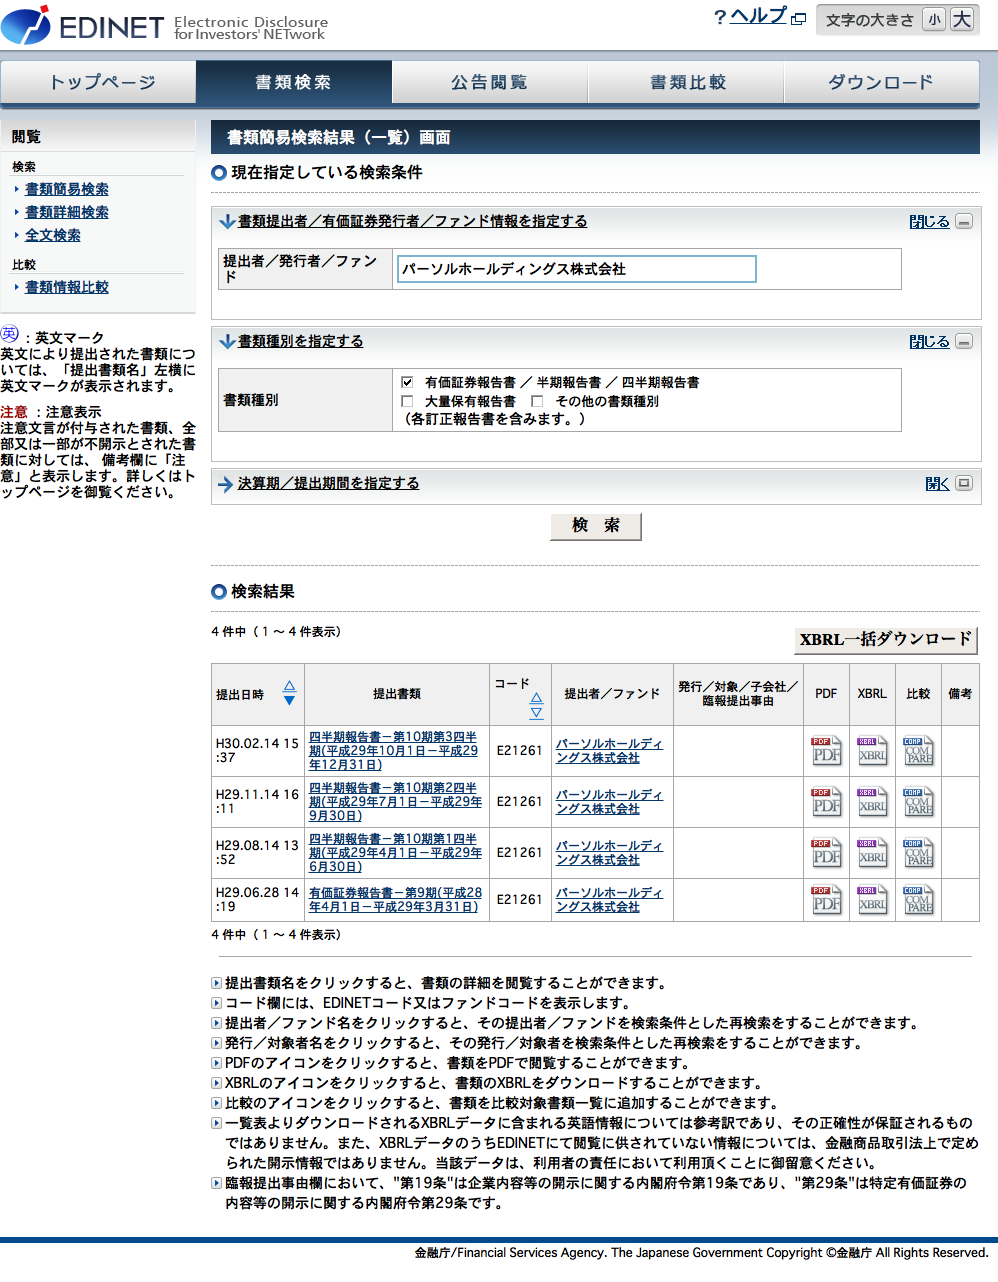 EDINET Electronic Disclosure
for Investors' NETwork
?ヘルプ
文字の大きさ 小 大
トップページ 書類検索 公告閲覧 書類比較 ダウンロード
閲覧
検索
書類簡易検索
書類詳細検索
全文検索
比較
書類情報比較
英 :英文マーク
英文により提出された書類につ
いては、「提出書類名」左横に
英文マークが表示されます。
注意 :注意表示
注意文言が付与された書類、全
部又は一部が不開示とされた書
類に対しては、 備考欄に「注
意」と表示します。詳しくはト
ップページを御覧ください。
書類簡易検索結果(一覧)画面
現在指定している検索条件
書類提出者/有価証券発行者/ファンド情報を指定する 閉じる
提出者/発行者/ファン
ド
パーソルホールディングス株式会社
書類種別を指定する 閉じる
書類種別
有価証券報告書 / 半期報告書 / 四半期報告書
大量保有報告書 その他の書類種別
(各訂正報告書を含みます。)
決算期/提出期間を指定する 開く
検 索
検索結果
4 件中(1 ~ 4 件表示)
XBRL一括ダウンロード
提出日時 提出書類 コード 提出者/ファンド 発行/対象/子会社/
臨報提出事由 PDF XBRL 比較 備考
H30.02.14 15
:37
四半期報告書-第10期第3四半
期(平成29年10月1日-平成29
年12月31日)
E21261
パーソルホールディ
ングス株式会社
PDF PDF XBRL XBRL COMP COM
PARE
H29.11.14 16
:11
四半期報告書-第10期第2四半
期(平成29年7月1日-平成29年
9月30日)
E21261
パーソルホールディ
ングス株式会社
PDF PDF XBRL XBRL COMP COM
PARE
H29.08.14 13
:52
四半期報告書-第10期第1四半
期(平成29年4月1日-平成29年
6月30日)
E21261
パーソルホールディ
ングス株式会社
PDF PDF XBRL XBRL COMP COM
PARE
H29.06.28 14
:19
有価証券報告書-第9期(平成28
年4月1日-平成29年3月31日)
E21261
パーソルホールディ
ングス株式会社
PDF PDF XBRL XBRL COMP COM
PARE
4 件中(1 ~ 4 件表示)
提出書類名をクリックすると、書類の詳細を閲覧することができます。
コード欄には、EDINETコード又はファンドコードを表示します。
提出者/ファンド名をクリックすると、その提出者/ファンドを検索条件とした再検索をすることができます。
発行/対象者名をクリックすると、その発行/対象者を検索条件とした再検索をすることができます。
PDFのアイコンをクリックすると、書類をPDFで閲覧することができます。
XBRLのアイコンをクリックすると、書類のXBRLをダウンロードすることができます。
比較のアイコンをクリックすると、書類を比較対象書類一覧に追加することができます。
一覧表よりダウンロードされるXBRLデータに含まれる英語情報については参考訳であり、その正確性が保証されるもの
ではありません。また、XBRLデータのうちEDINETにて閲覧に供されていない情報については、金融商品取引法上で定め
られた開示情報ではありません。当該データは、利用者の責任において利用頂くことに御留意ください。
臨報提出事由欄において、"第19条"は企業内容等の開示に関する内閣府令第19条であり、"第29条"は特定有価証券の
内容等の開示に関する内閣府令第29条です。
金融庁/Financial Services Agency. The Japanese Government Copyright ©金融庁 All Rights Reserved.